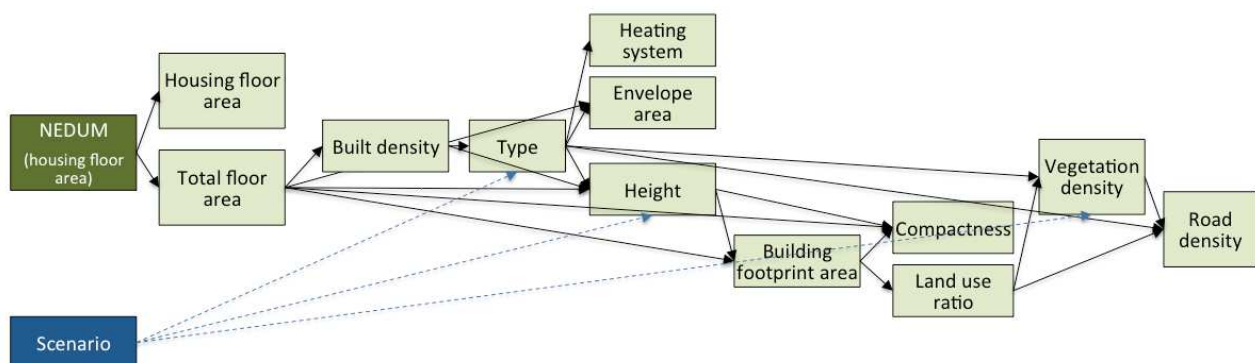 NEDUM
(housing floor
area)
Housing floor
area
Total floor
area
Built density
Type
Heating
system
Envelope
area
Height
Building
footprint area
Compactness
Land use
ratio
Vegetation
density
Road
density
Scenario